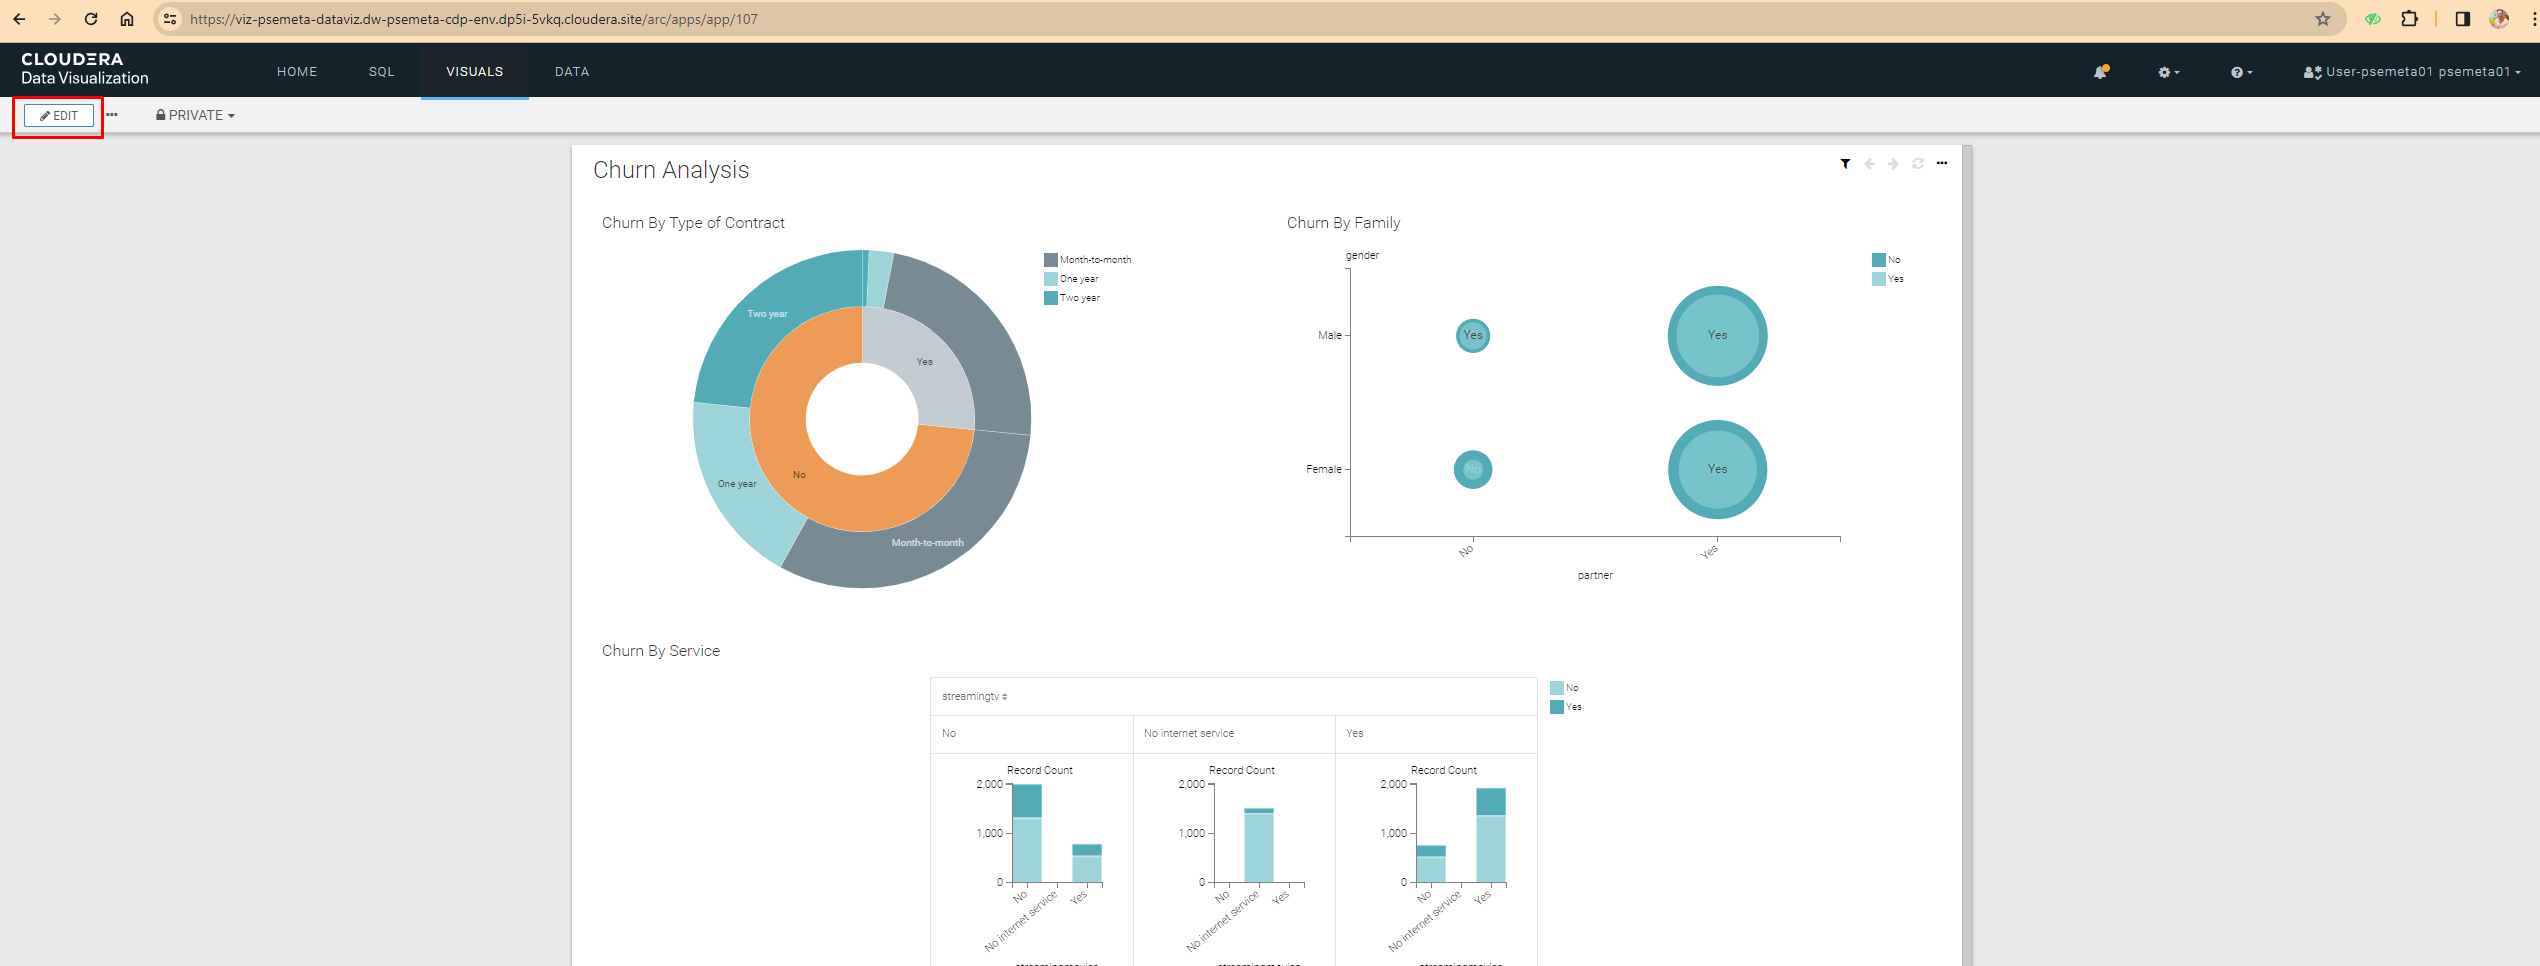 https://viz-psemeta-dataviz.dw-psemeta-cdp-env.dp5i-5vkq.cloudera.site/arc/apps/app/107
CLOUDERA
Data Visualization
HOME
SQL
VISUALS
DATA
User-psemeta01 psemeta01
EDIT
PRIVATE
Churn Analysis
Churn By Type of Contract
Two year
Yes
No
One year
Month-to-month
Month-to-month
One year
Two year
Churn By Family
gender
Male
Female
Yes
Yes
No
Yes
No
Yes
partner
No
Yes
Churn By Service
streamingtv
No
No internet service
Yes
Record Count
2,000
1,000
0
No
No internet service
Yes
Record Count
2,000
1,000
0
No
No internet service
Yes
Record Count
2,000
1,000
0
No
No internet service
Yes
No
Yes